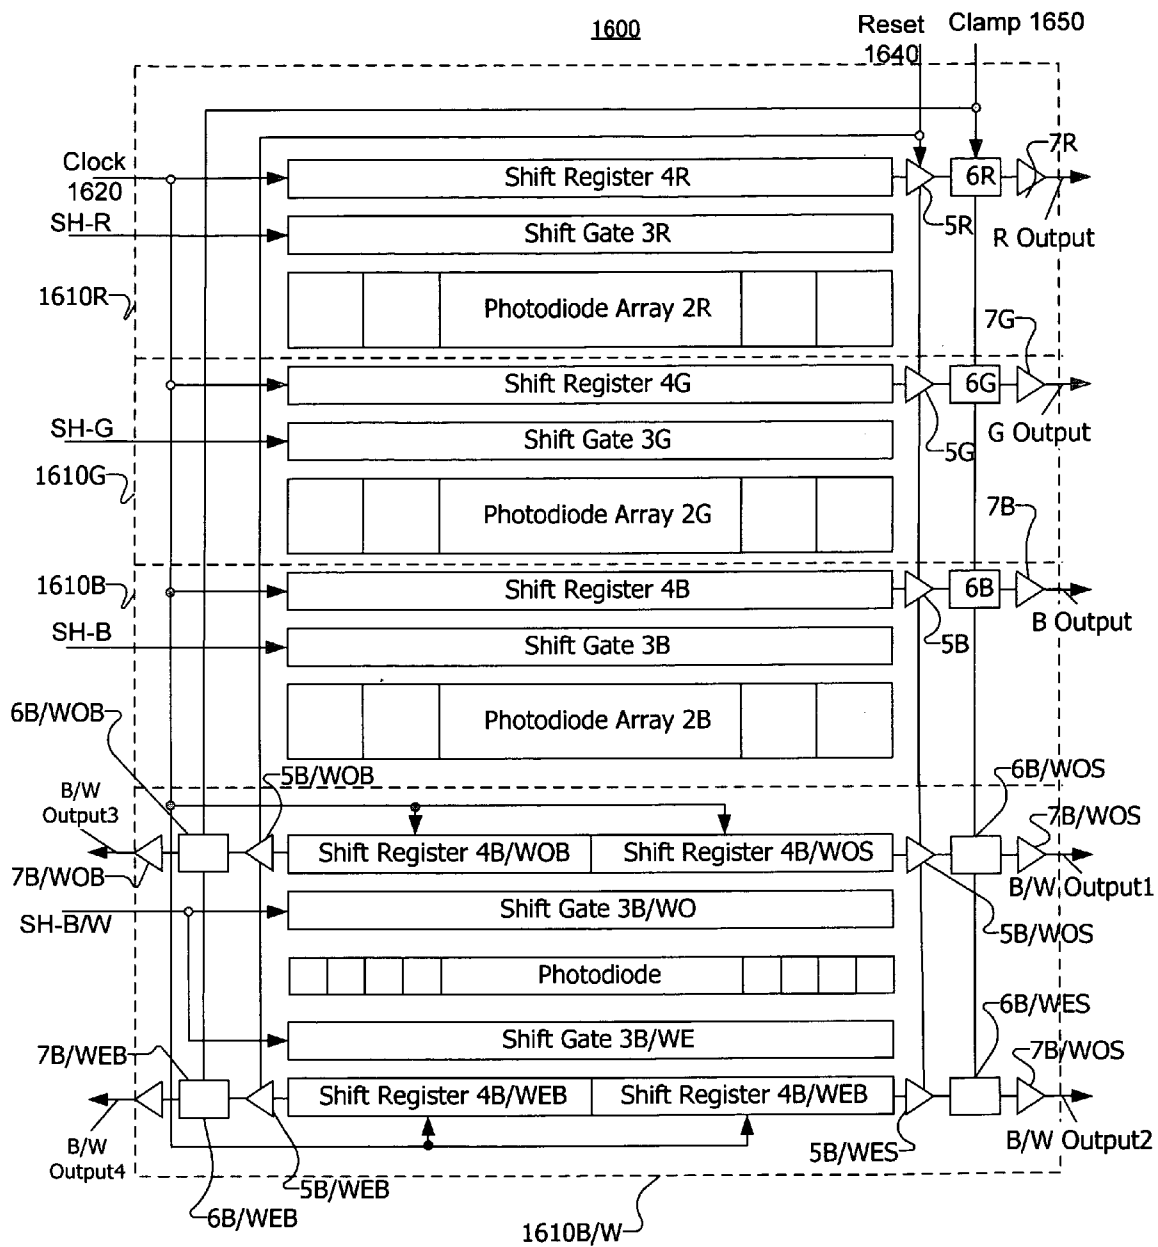 1600
Reset
1640
Clamp 1650
Clock
1620
Shift Register 4R
6R
7R
5R
R Output
SH-R
Shift Gate 3R
1610R
Photodiode Array 2R
7G
Shift Register 4G
6G
G Output
5G
SH-G
Shift Gate 3G
1610G
Photodiode Array 2G
7B
1610B
Shift Register 4B
6B
B Output
5B
SH-B
Shift Gate 3B
6B/WOB
Photodiode Array 2B
5B/WOB
6B/WOS
B/W
Output3
7B/WOS
Shift Register 4B/WOB
Shift Register 4B/WOS
7B/WOB
B/W Output1
SH-B/W
Shift Gate 3B/WO
5B/WOS
Photodiode
6B/WES
Shift Gate 3B/WE
7B/WEB
7B/WOS
Shift Register 4B/WEB
Shift Register 4B/WEB
B/W
Output4
5B/WES
B/W Output2
5B/WEB
6B/WEB
1610B/W